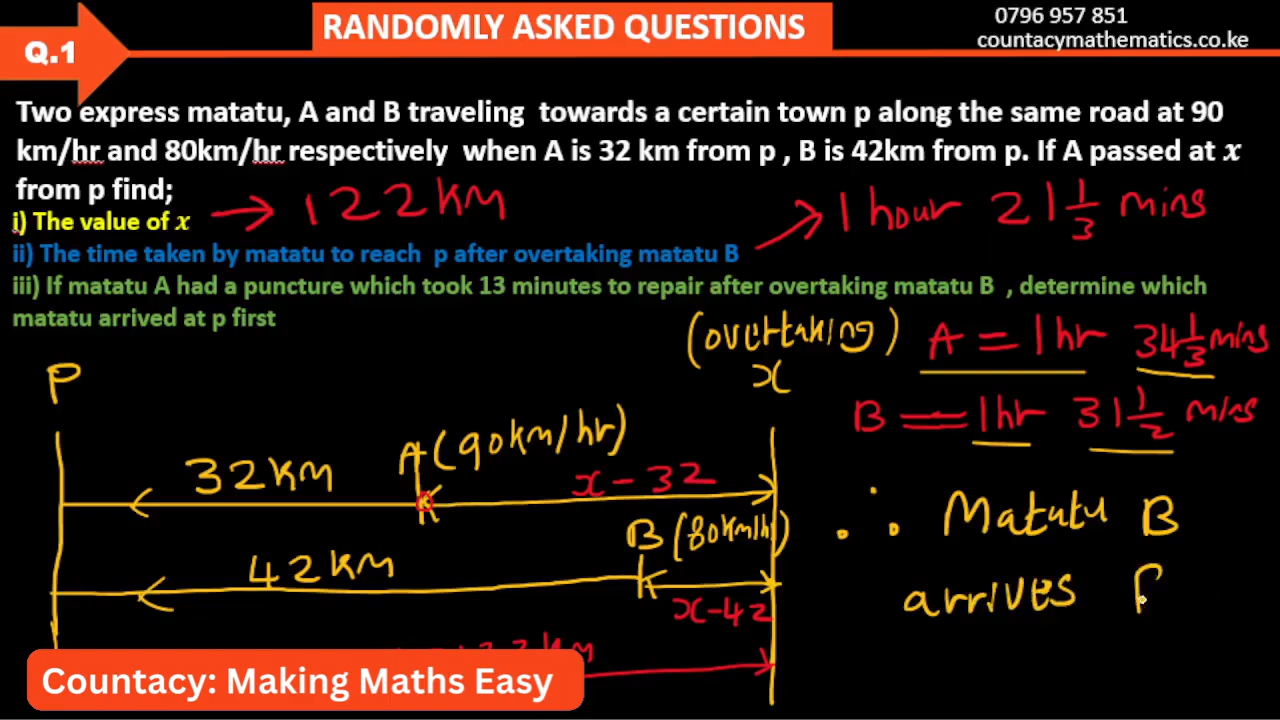 Q.1
RANDOMLY ASKED QUESTIONS
0796 957 851
countacymathematics.co.ke
Two express matatu, A and B traveling towards a certain town p along the same road at 90
km/hr and 80km/hr respectively when A is 32 km from p , B is 42km from p. If A passed at x
from p find;
i) The value of x → 122 KM
→ 1 hour 21 1/3 mins
ii) The time taken by matatu to reach p after overtaking matatu B
iii) If matatu A had a puncture which took 13 minutes to repair after overtaking matatu B , determine which
matatu arrived at p first
(overtaking)
x
A = 1hr 34 1/3 mins
B = 1hr 31 1/2 mins
P
32KM
A (90km/hr)
x - 32
42KM
B (80km/h)
x-42
∴ Matatu B
arrives
Countacy: Making Maths Easy